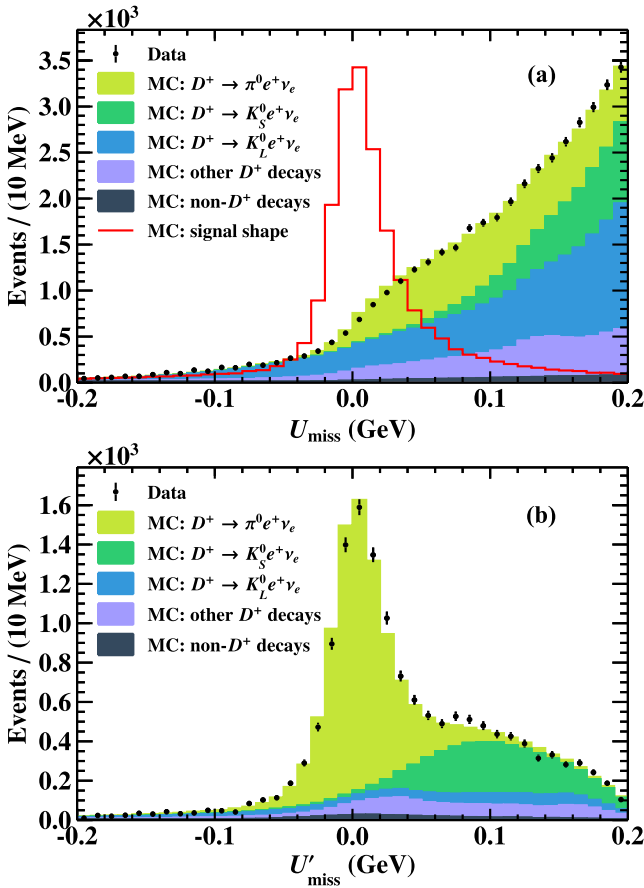 ×10³
Events / (10 MeV)
3.5
3.0
2.5
2.0
1.5
1.0
0.5
0.0
(a)
Data
MC: D⁺ → π⁰e⁺νₑ
MC: D⁺ → K⁰_S e⁺νₑ
MC: D⁺ → K⁰_L e⁺νₑ
MC: other D⁺ decays
MC: non-D⁺ decays
MC: signal shape
-0.2 -0.1 0.0 0.1 0.2
U_miss (GeV)
×10³
Events / (10 MeV)
1.6
1.4
1.2
1.0
0.8
0.6
0.4
0.2
0.0
(b)
Data
MC: D⁺ → π⁰e⁺νₑ
MC: D⁺ → K⁰_S e⁺νₑ
MC: D⁺ → K⁰_L e⁺νₑ
MC: other D⁺ decays
MC: non-D⁺ decays
-0.2 -0.1 0.0 0.1 0.2
U′_miss (GeV)